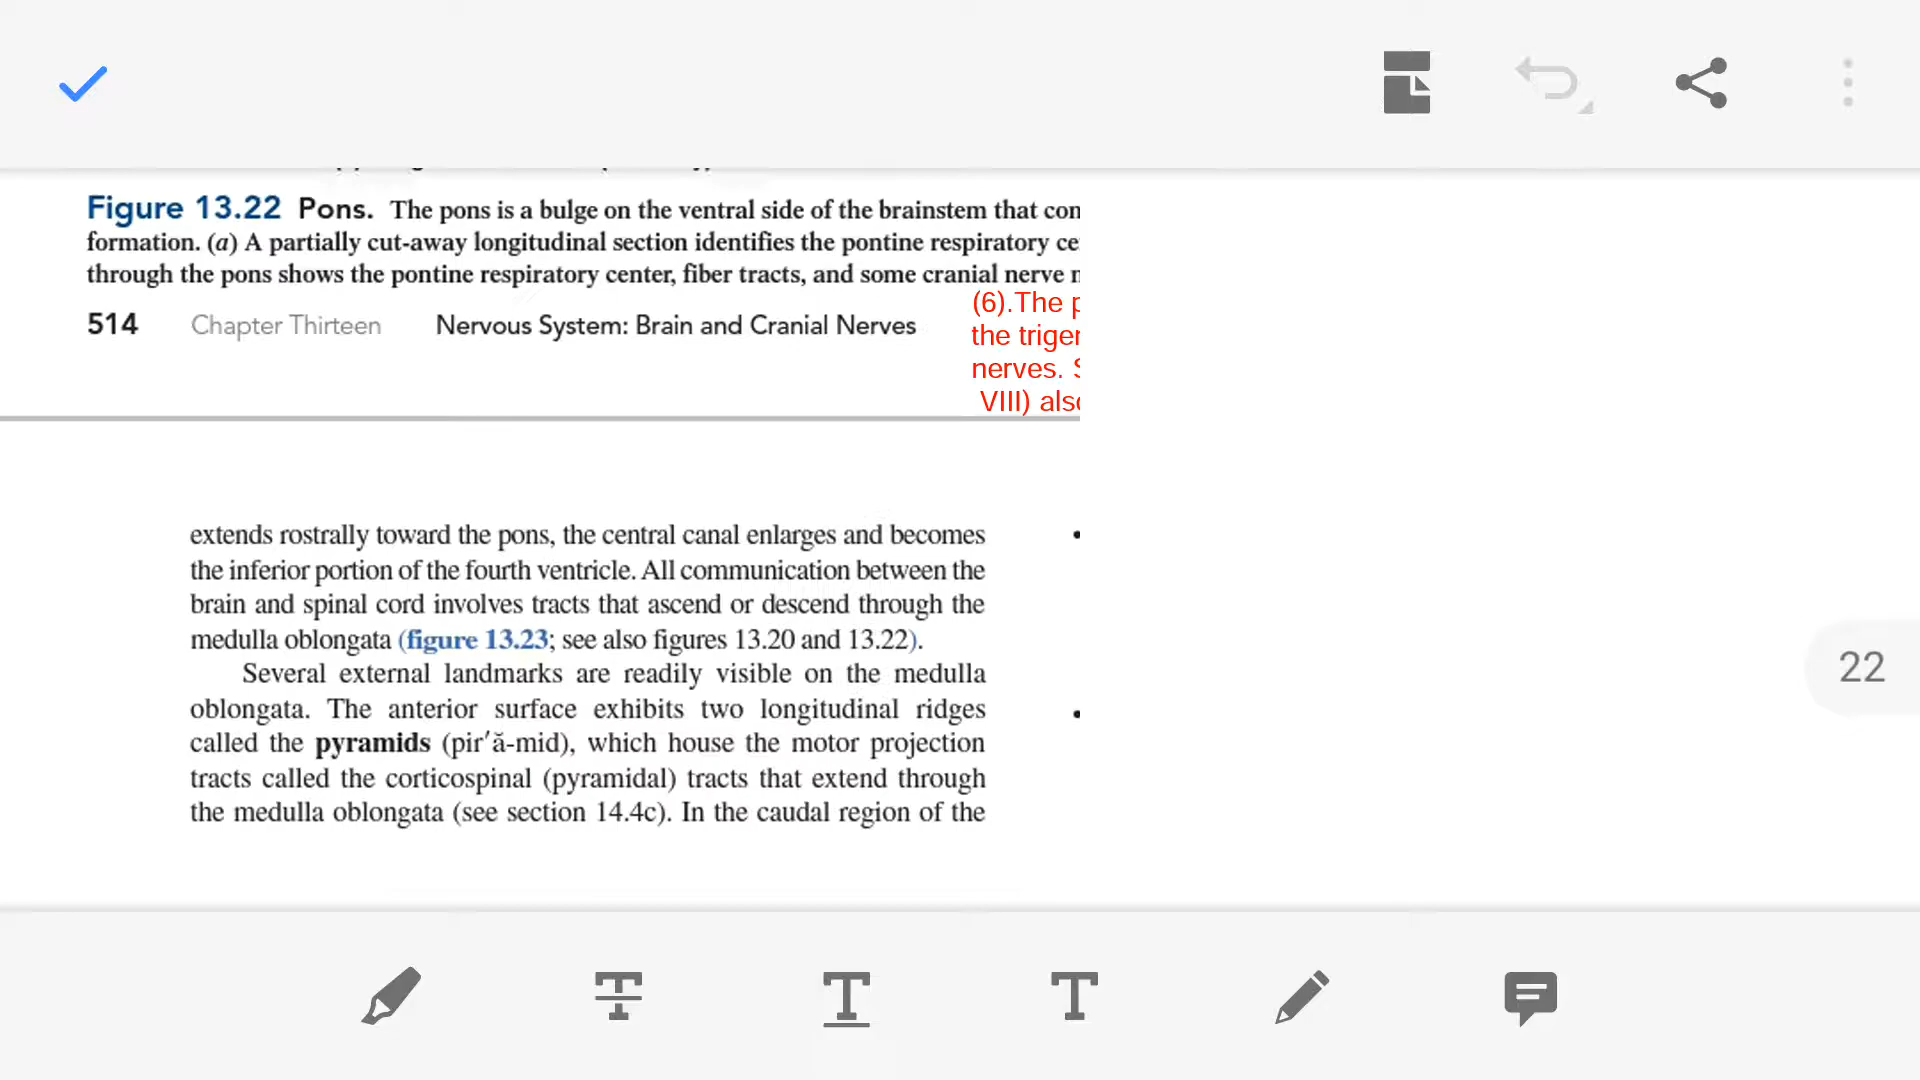 Figure 13.22 Pons. The pons is a bulge on the ventral side of the brainstem that con
formation. (a) A partially cut-away longitudinal section identifies the pontine respiratory ce
through the pons shows the pontine respiratory center, fiber tracts, and some cranial nerve
(6).The p
514 Chapter Thirteen Nervous System: Brain and Cranial Nerves
the triger
nerves.
VIII) also
extends rostrally toward the pons, the central canal enlarges and becomes
the inferior portion of the fourth ventricle. All communication between the
brain and spinal cord involves tracts that ascend or descend through the
medulla oblongata (figure 13.23; see also figures 13.20 and 13.22).
Several external landmarks are readily visible on the medulla
oblongata. The anterior surface exhibits two longitudinal ridges
called the pyramids (pir′ă-mid), which house the motor projection
tracts called the corticospinal (pyramidal) tracts that extend through
the medulla oblongata (see section 14.4c). In the caudal region of the
22